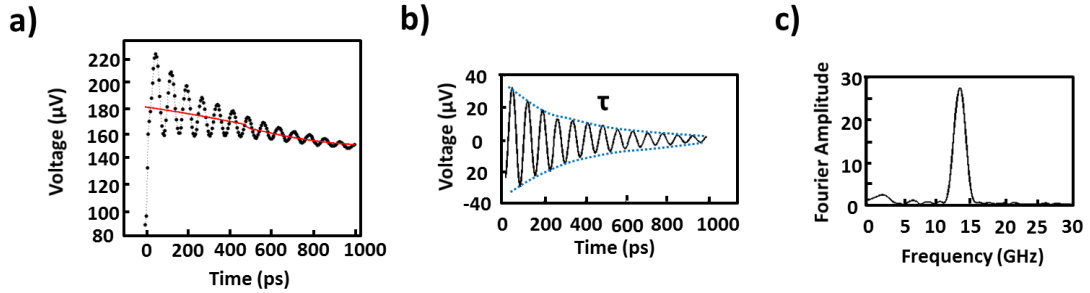 a)
Voltage (µV)
220
200
180
160
140
120
100
80
0 200 400 600 800 1000
Time (ps)
b)
Voltage (µV)
40
20
0
20
-40
τ
0 200 400 600 800 1000
Time (ps)
c)
Fourier Amplitude
30
20
10
0
0 5 10 15 20 25 30
Frequency (GHz)